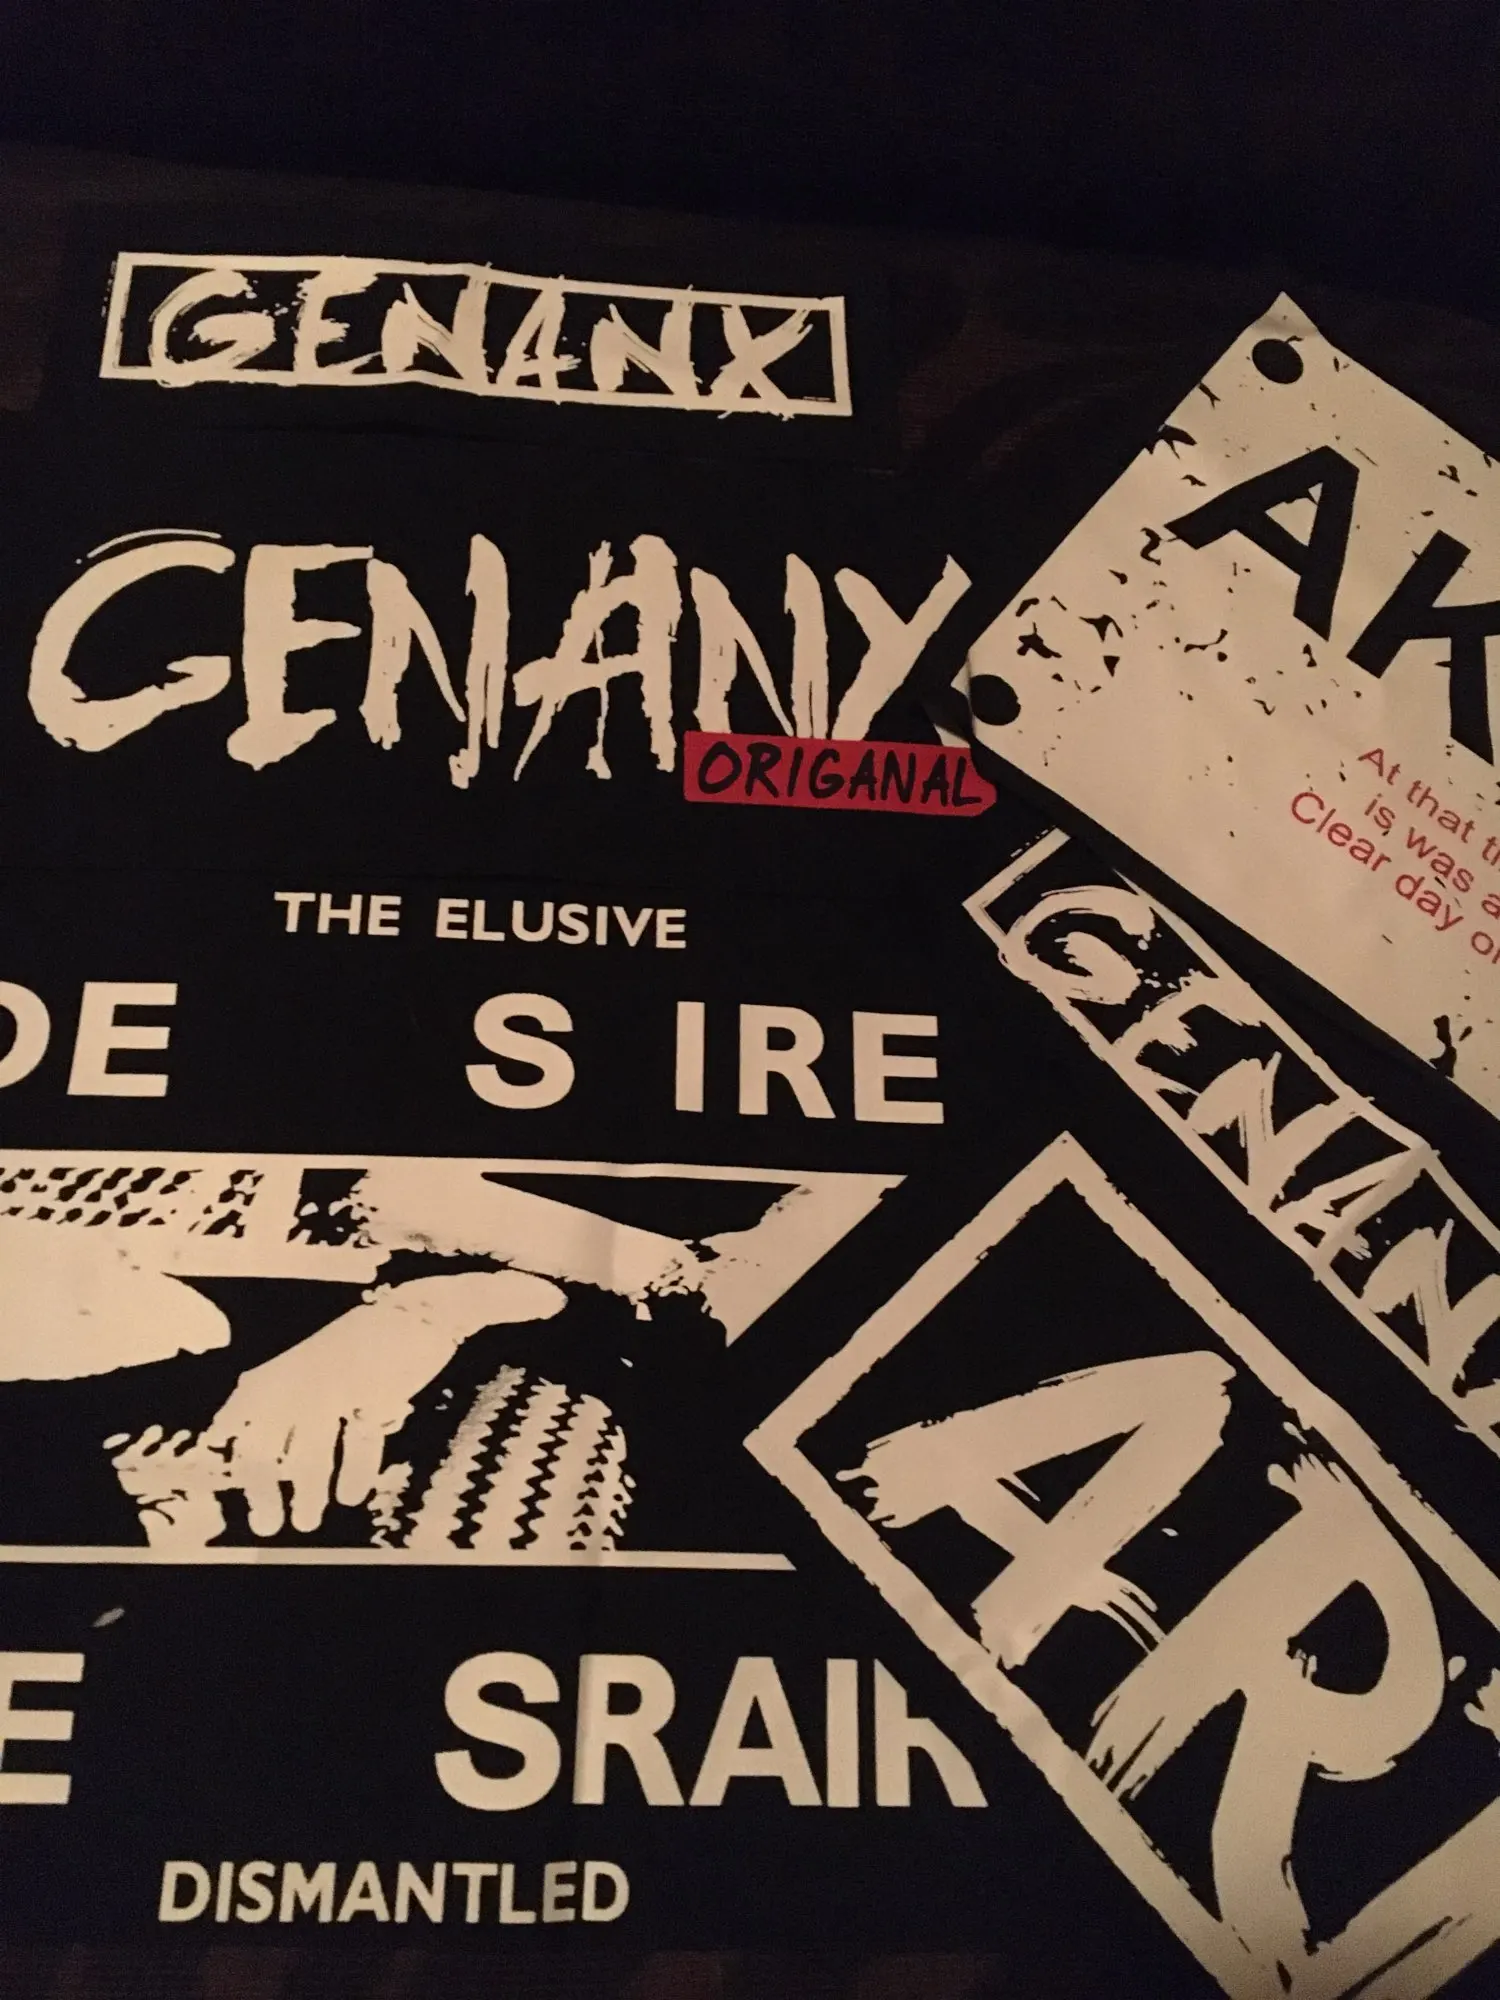 GENANX
GENANX
ORIGANAL
THE ELUSIVE
DE S IRE
E SRAIR
DISMANTLED
AK
At that
is, was a
Clear day
GENAN
AR